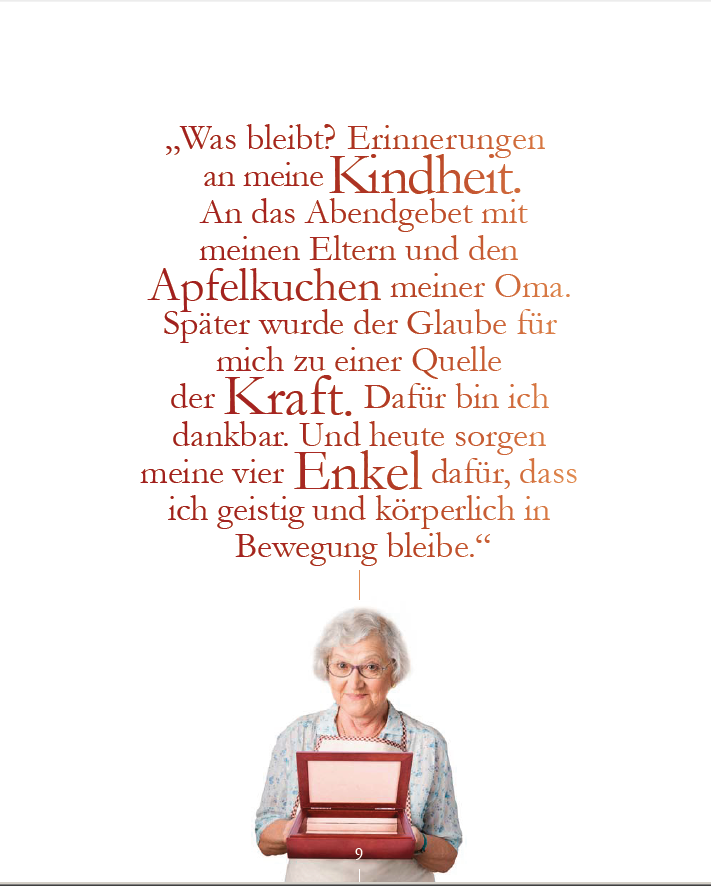 „Was bleibt? Erinnerungen
an meine Kindheit.
An das Abendgebet mit
meinen Eltern und den
Apfelkuchen meiner Oma.
Später wurde der Glaube für
mich zu einer Quelle
der Kraft. Dafür bin ich
dankbar. Und heute sorgen
meine vier Enkel dafür, dass
ich geistig und körperlich in
Bewegung bleibe.“
9